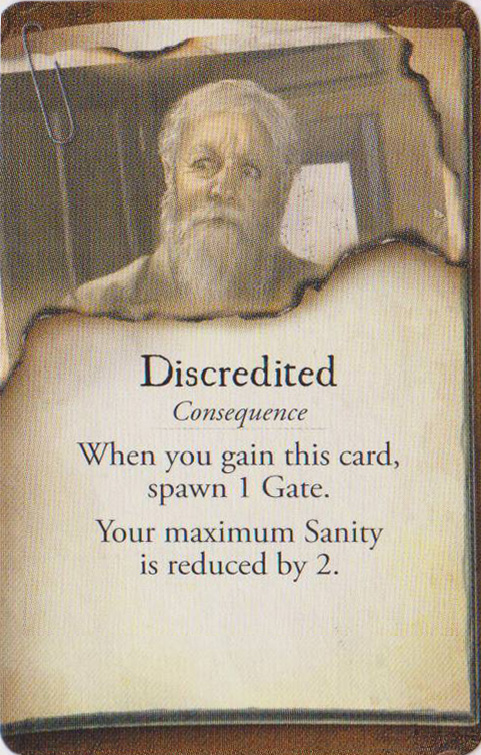 Discredited
Consequence
When you gain this card,
spawn 1 Gate.
Your maximum Sanity
is reduced by 2.